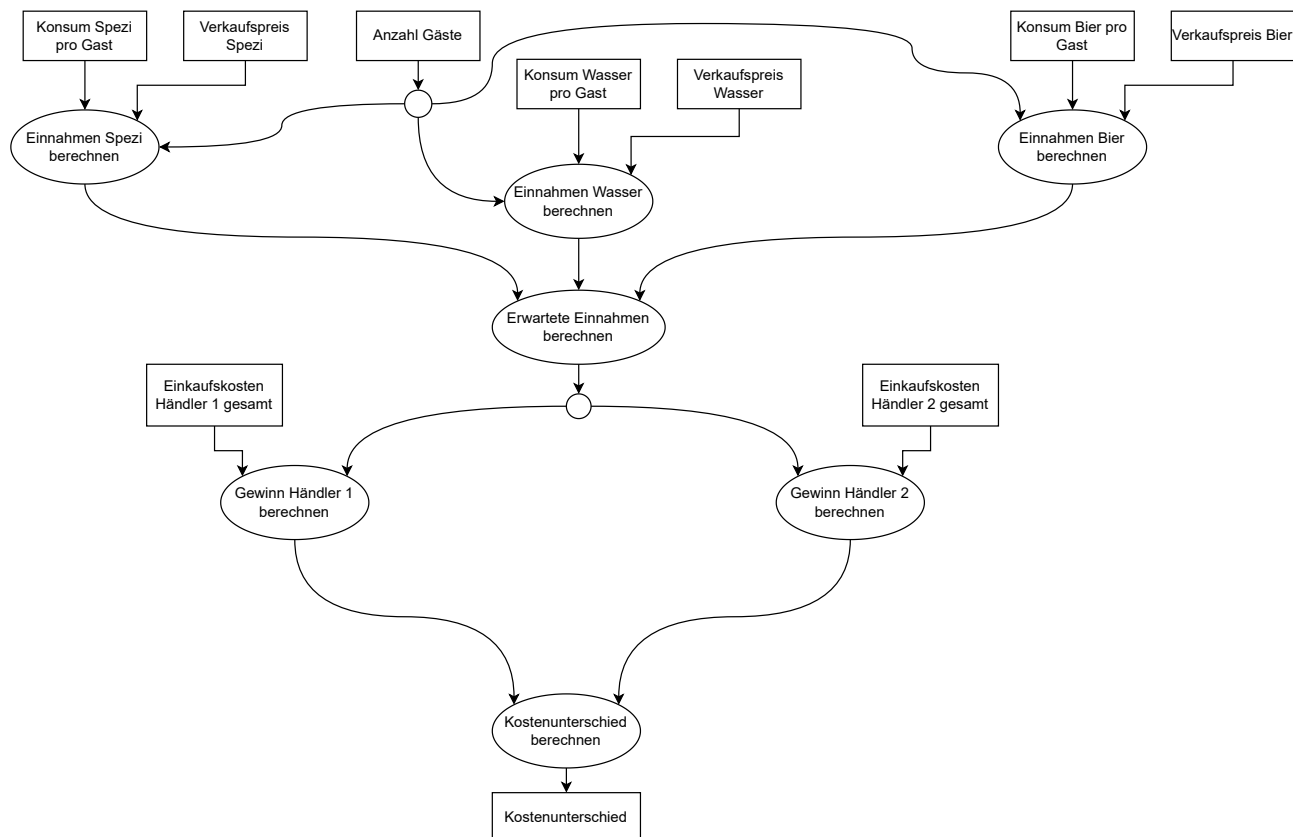 Konsum Spezi
pro Gast
Verkaufspreis
Spezi
Anzahl Gäste
Konsum Bier pro
Gast
Verkaufspreis Bier
Konsum Wasser
pro Gast
Verkaufspreis
Wasser
Einnahmen Spezi
berechnen
Einnahmen Bier
berechnen
Einnahmen Wasser
berechnen
Erwartete Einnahmen
berechnen
Einkaufskosten
Händler 1 gesamt
Einkaufskosten
Händler 2 gesamt
Gewinn Händler 1
berechnen
Gewinn Händler 2
berechnen
Kostenunterschied
berechnen
Kostenunterschied